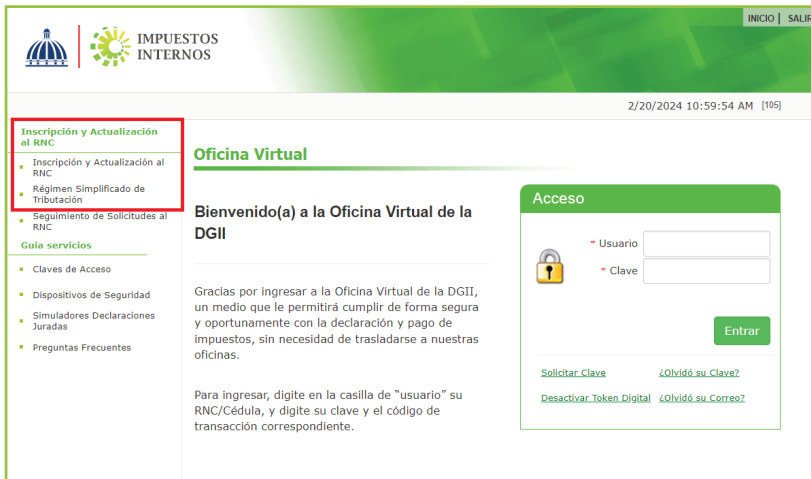 IMPUESTOS
INTERNOS
INICIO | SALIR
2/20/2024 10:59:54 AM [105]
Inscripción y Actualización
al RNC
Inscripción y Actualización al
RNC
Régimen Simplificado de
Tributación
Seguimiento de Solicitudes al
RNC
Guía servicios
Claves de Acceso
Dispositivos de Seguridad
Simuladores Declaraciones
Juradas
Preguntas Frecuentes
Oficina Virtual
Bienvenido(a) a la Oficina Virtual de la
DGII
Gracias por ingresar a la Oficina Virtual de la DGII,
un medio que le permitirá cumplir de forma segura
y oportunamente con la declaración y pago de
impuestos, sin necesidad de trasladarse a nuestras
oficinas.
Para ingresar, digite en la casilla de “usuario” su
RNC/Cédula, y digite su clave y el código de
transacción correspondiente.
Acceso
* Usuario
* Clave
Entrar
Solicitar Clave ¿Olvidó su Clave?
Desactivar Token Digital ¿Olvidó su Correo?